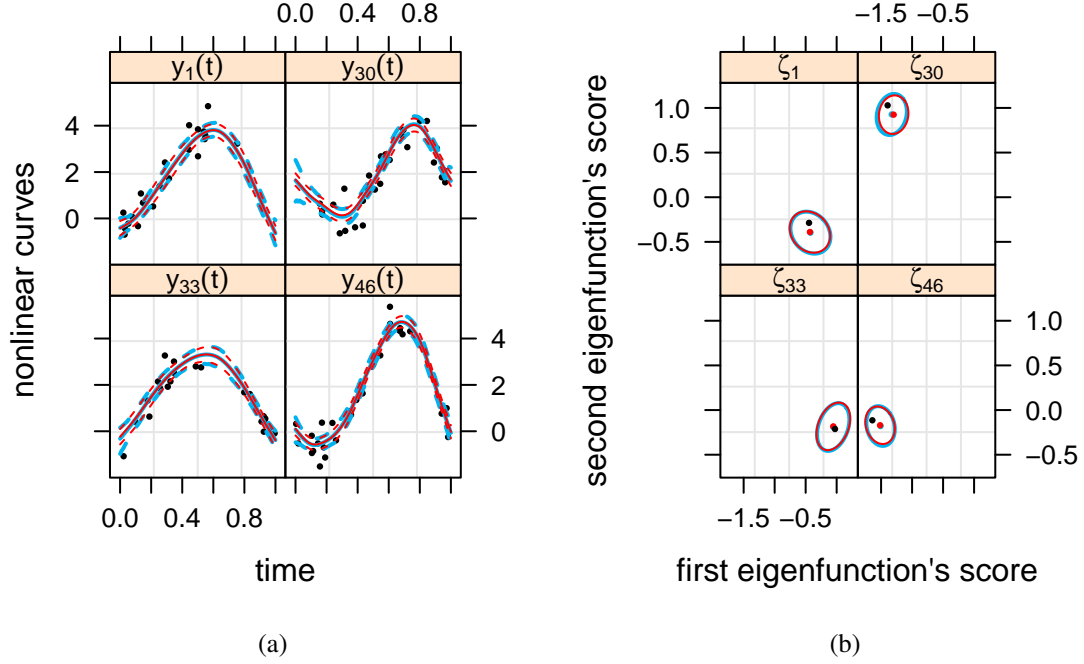 0.0 0.4 0.8
y1(t) y30(t)
4
2
0
y33(t) y46(t)
4
2
0
0.0 0.4 0.8
nonlinear curves
time
(a)
−1.5 −0.5
ζ1 ζ30
1.0
0.5
0.0
−0.5
ζ33 ζ46
1.0
0.5
0.0
−0.5
−1.5 −0.5
second eigenfunction's score
first eigenfunction's score
(b)